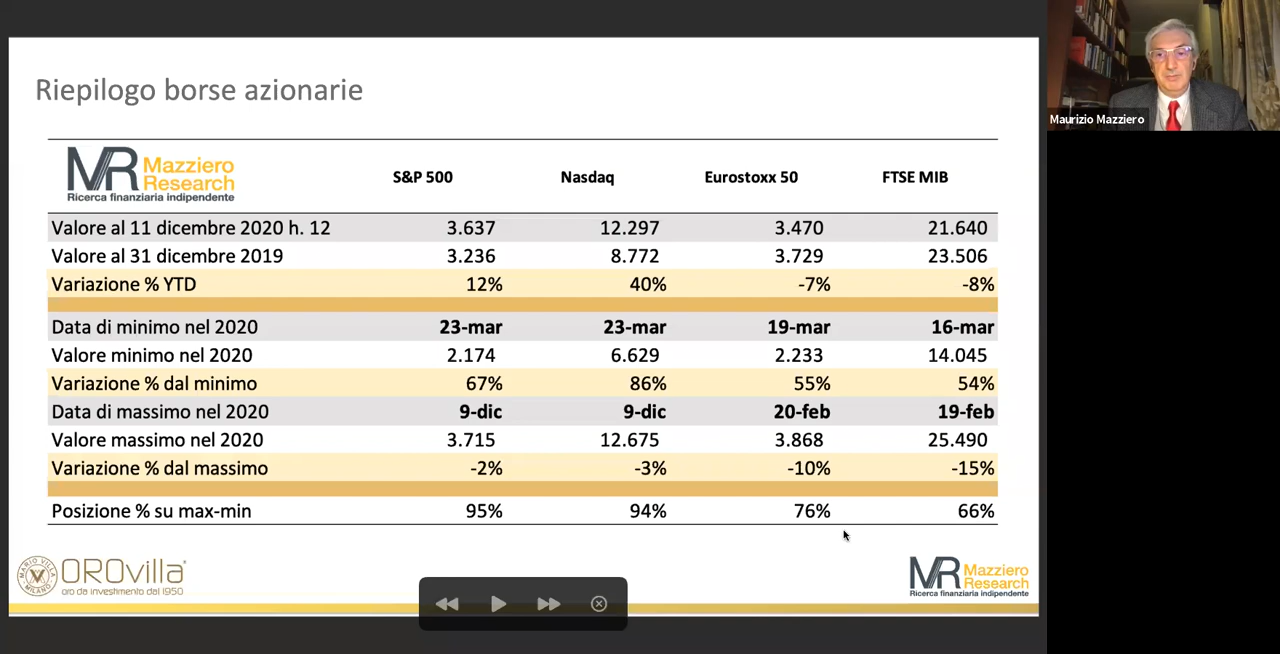 Riepilogo borse azionarie
Maurizio Mazziero
MR Mazziero
Research
Ricerca finanziaria indipendente
S&P 500 Nasdaq Eurostoxx 50 FTSE MIB
Valore al 11 dicembre 2020 h. 12 3.637 12.297 3.470 21.640
Valore al 31 dicembre 2019 3.236 8.772 3.729 23.506
Variazione % YTD 12% 40% -7% -8%
Data di minimo nel 2020 23-mar 23-mar 19-mar 16-mar
Valore minimo nel 2020 2.174 6.629 2.233 14.045
Variazione % dal minimo 67% 86% 55% 54%
Data di massimo nel 2020 9-dic 9-dic 20-feb 19-feb
Valore massimo nel 2020 3.715 12.675 3.868 25.490
Variazione % dal massimo -2% -3% -10% -15%
Posizione % su max-min 95% 94% 76% 66%
MARIO VILLA MILANO
OROvilla
oro da investimento dal 1950
MR Mazziero
Research
Ricerca finanziaria indipendente